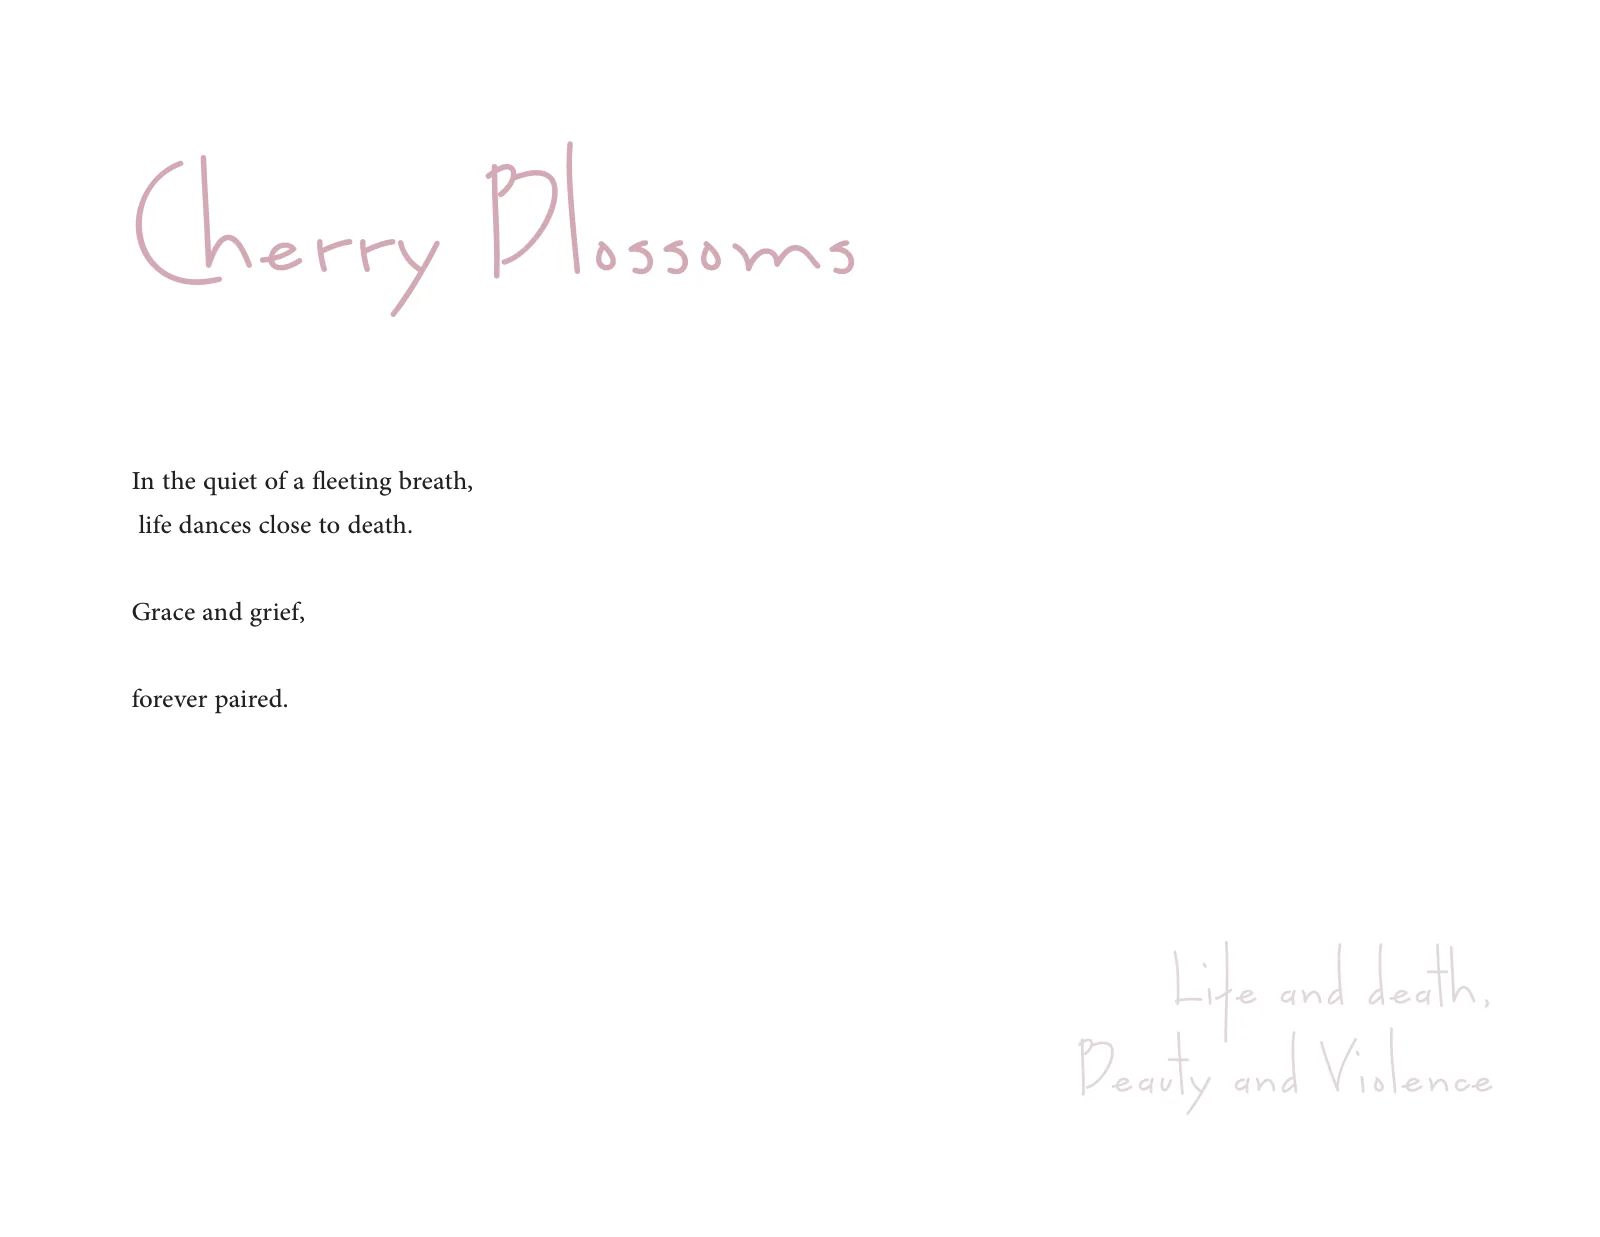 Cherry Blossoms
In the quiet of a fleeting breath,
life dances close to death.
Grace and grief,
forever paired.
Life and death,
Beauty and Violence